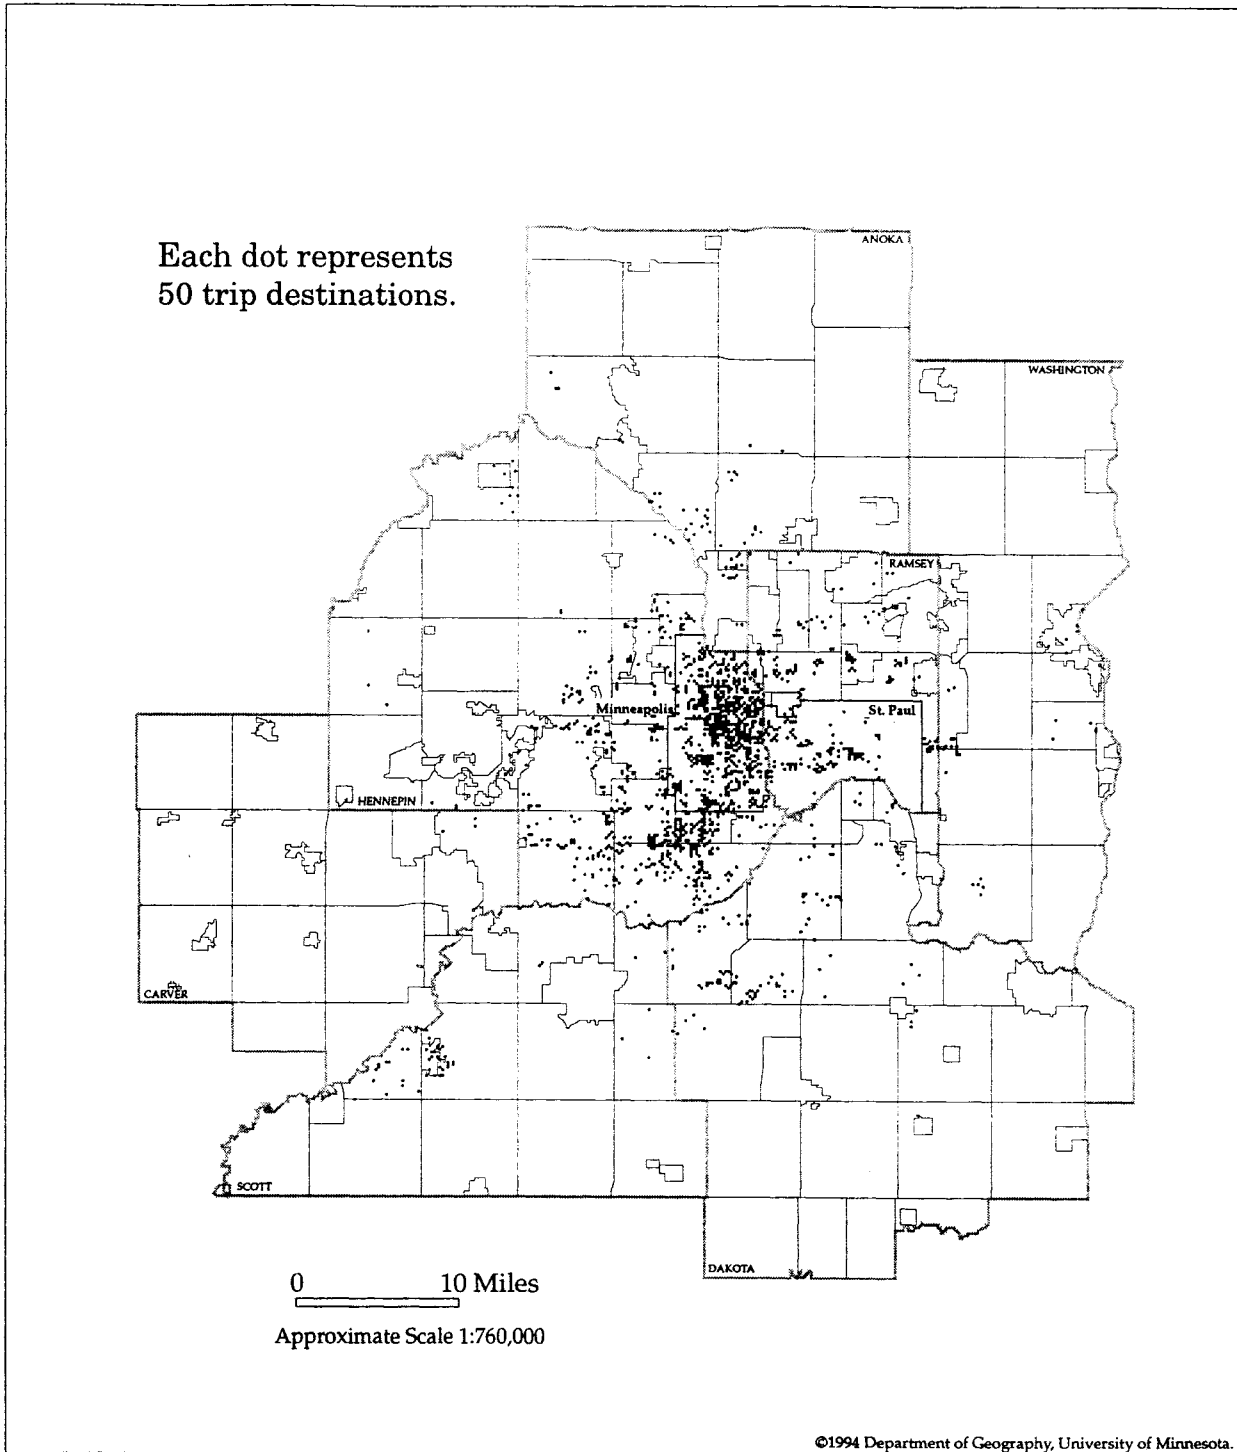 Each dot represents
50 trip destinations.
ANOKA
WASHINGTON
RAMSEY
Minneapolis
St. Paul
HENNEPIN
CARVER
SCOTT
DAKOTA
0 10 Miles
Approximate Scale 1:760,000
©1994 Department of Geography, University of Minnesota.